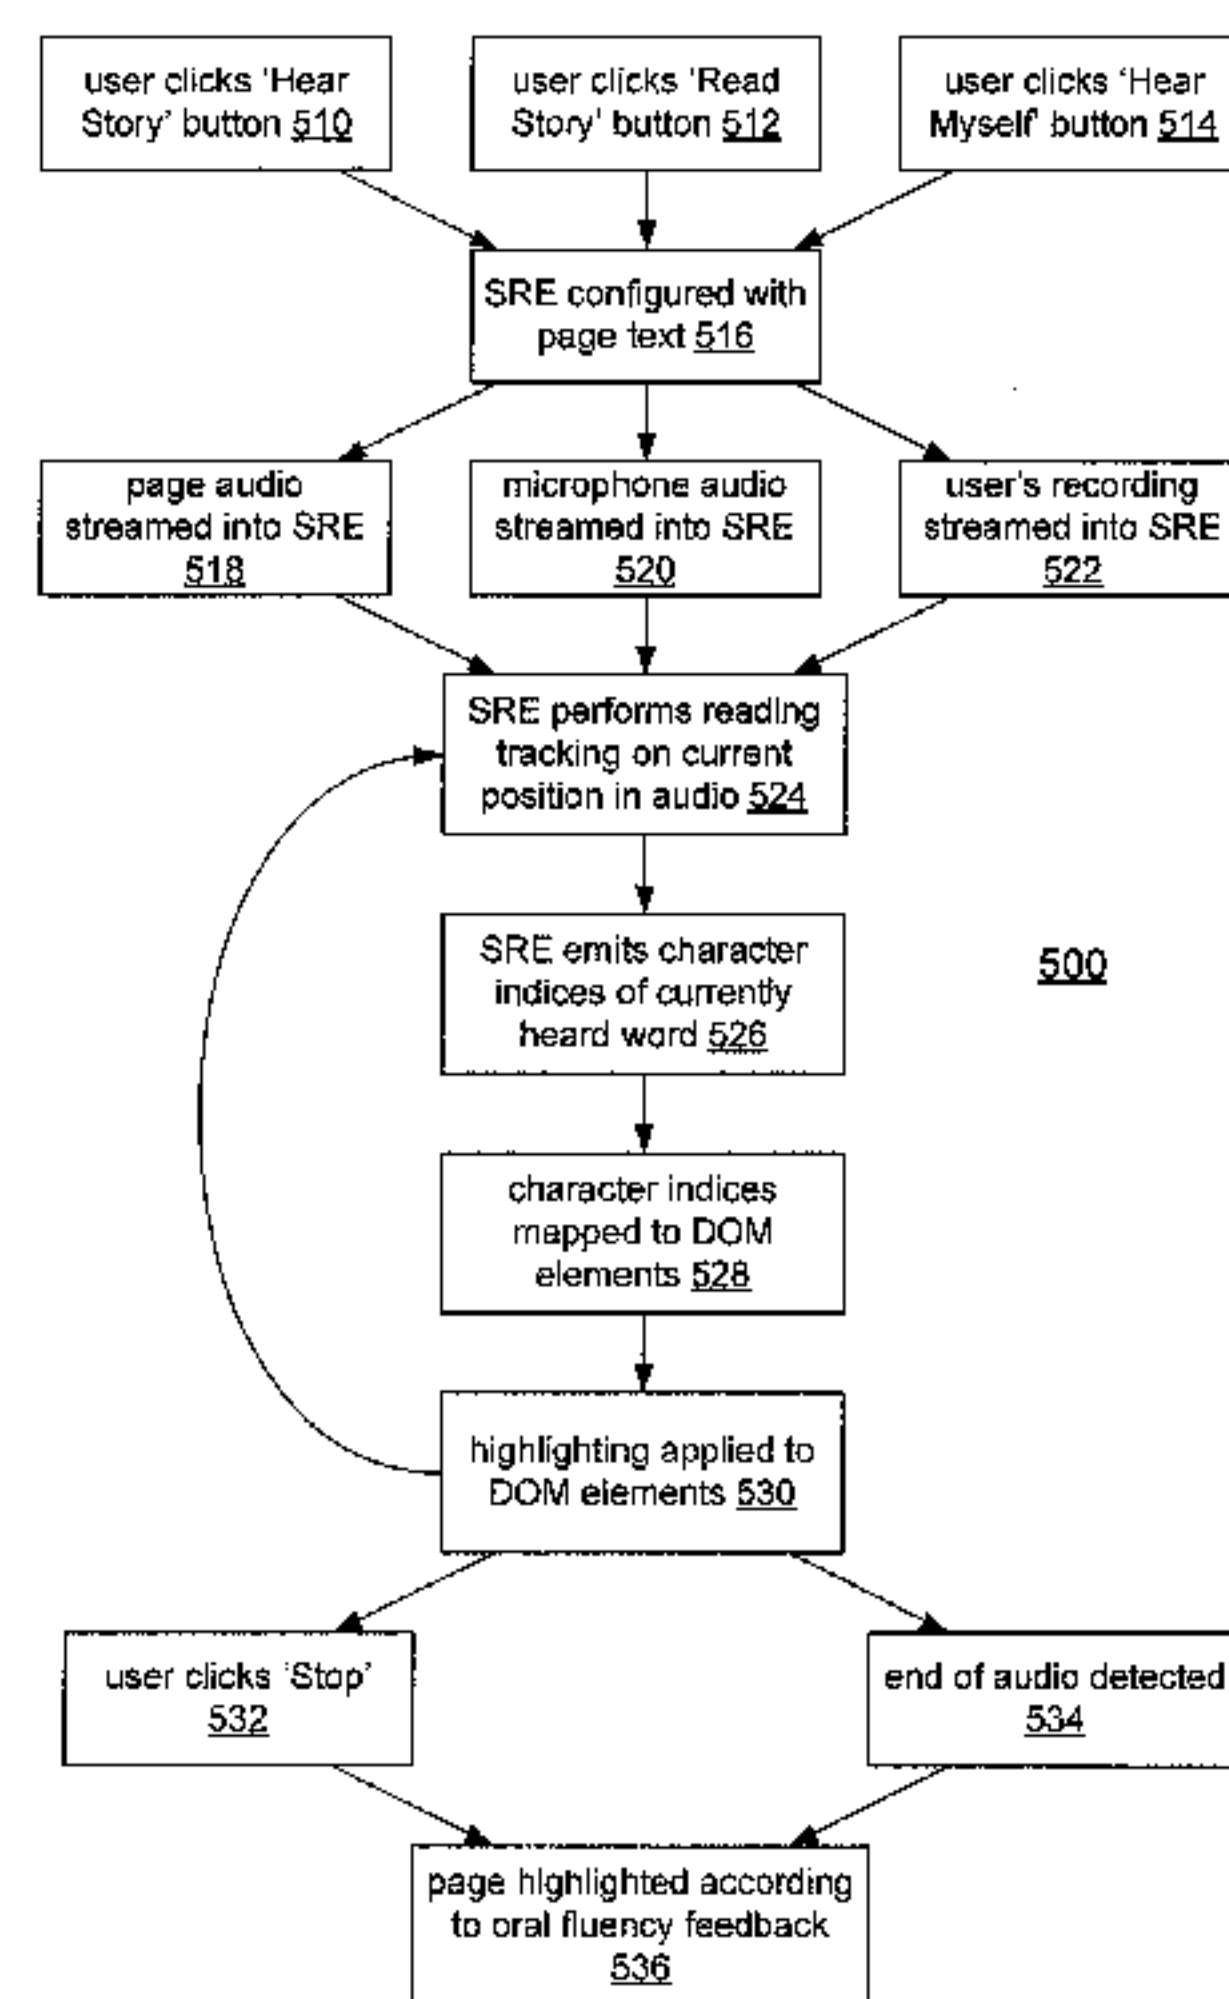 user clicks ‘Hear
Story’ button 510
user clicks ‘Read
Story’ button 512
user clicks ‘Hear
Myself’ button 514
SRE configured with
page text 516
page audio
streamed into SRE
518
microphone audio
streamed into SRE
520
user's recording
streamed into SRE
522
SRE performs reading
tracking on current
position in audio 524
SRE emits character
indices of currently
heard word 526
500
character indices
mapped to DOM
elements 528
highlighting applied to
DOM elements 530
user clicks ‘Stop’
532
end of audio detected
534
page highlighted according
to oral fluency feedback
536